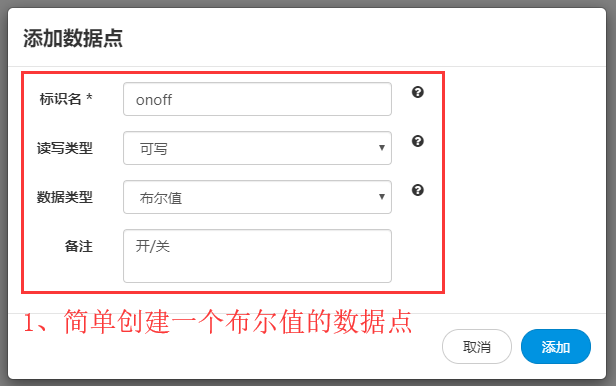 添加数据点
标识名 * onoff
读写类型 可写
数据类型 布尔值
备注 开/关
1、简单创建一个布尔值的数据点
取消 添加